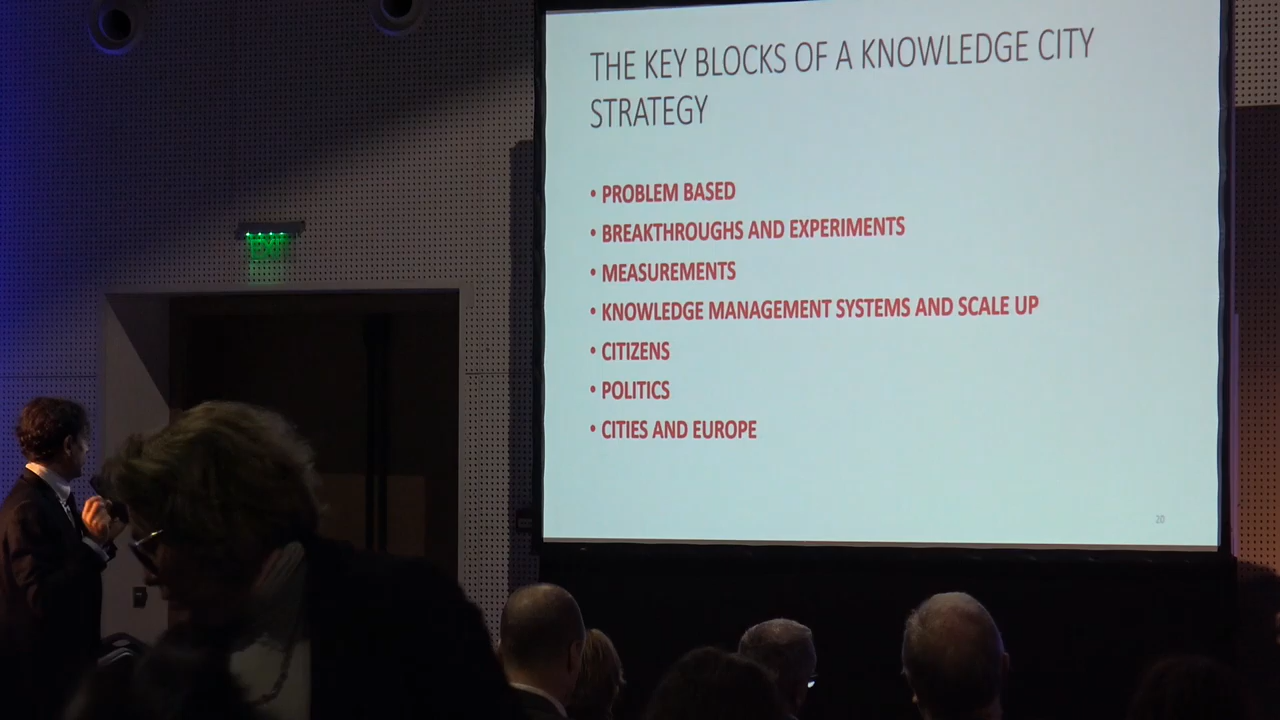 EXIT
THE KEY BLOCKS OF A KNOWLEDGE CITY
STRATEGY
• PROBLEM BASED
• BREAKTHROUGHS AND EXPERIMENTS
• MEASUREMENTS
• KNOWLEDGE MANAGEMENT SYSTEMS AND SCALE UP
• CITIZENS
• POLITICS
• CITIES AND EUROPE
20